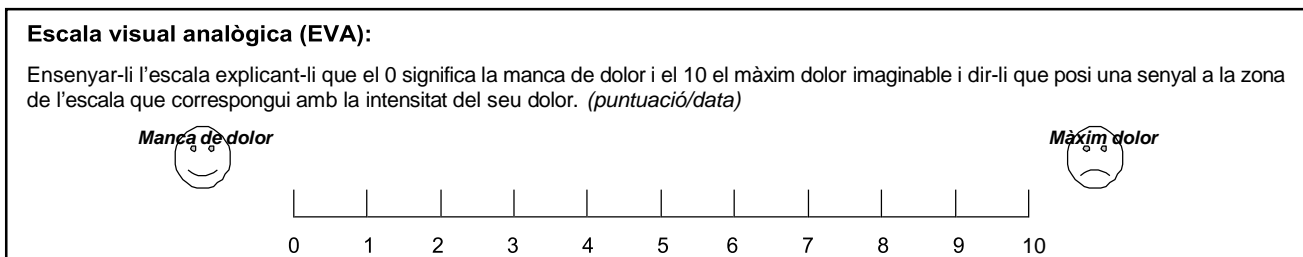 Escala visual analògica (EVA):
Ensenyar-li l'escala explicant-li que el 0 significa la manca de dolor i el 10 el màxim dolor imaginable i dir-li que posi una senyal a la zona
de l'escala que correspongui amb la intensitat del seu dolor. (puntuació/data)
Manca de dolor Màxim dolor
0 1 2 3 4 5 6 7 8 9 10